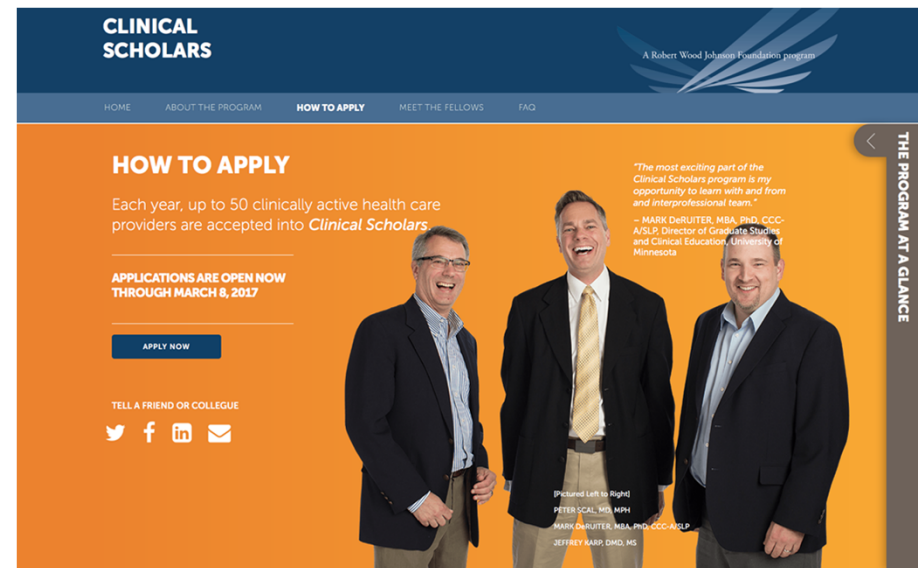 CLINICAL
SCHOLARS
A Robert Wood Johnson Foundation program
HOME ABOUT THE PROGRAM HOW TO APPLY MEET THE FELLOWS FAQ
HOW TO APPLY
Each year, up to 50 clinically active health care
providers are accepted into Clinical Scholars.
APPLICATIONS ARE OPEN NOW
THROUGH MARCH 8, 2017
APPLY NOW
TELL A FRIEND OR COLLEGUE
"The most exciting part of the
Clinical Scholars program is my
opportunity to learn with and from
and interprofessional team."
– MARK DeRUITER, MBA, PhD, CCC-
A/SLP, Director of Graduate Studies
and Clinical Education, University of
Minnesota
[Pictured Left to Right]
PETER SCAL, MD, MPH
MARK DeRUITER, MBA, PhD, CCC-A/SLP
JEFFREY KARP, DMD, MS
THE PROGRAM AT A GLANCE